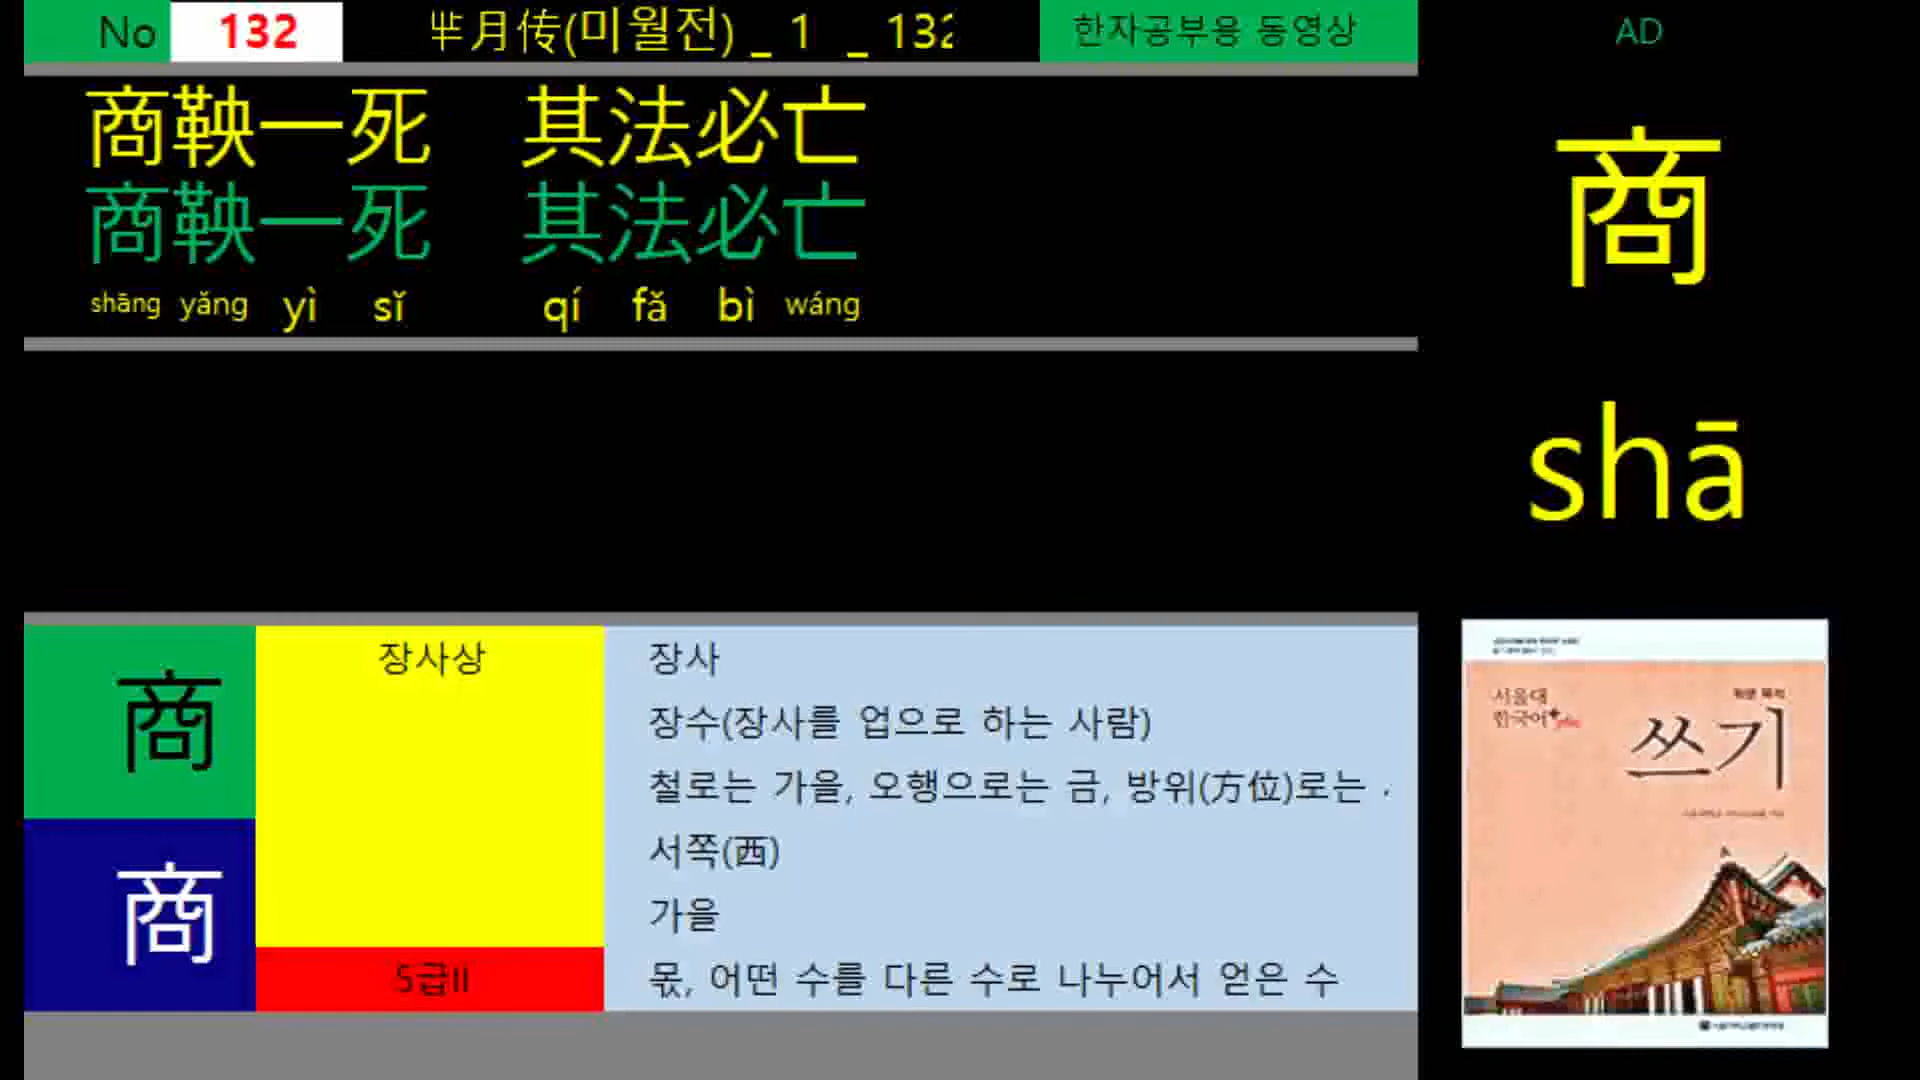 No 132 芈月传(미월전) _ 1 _ 132 한자공부용 동영상 AD
商鞅一死 其法必亡
商鞅一死 其法必亡
shāng yǎng yì sǐ qí fǎ bì wáng
商
shā
商
商
장사상
5급II
장사
장수(장사를 업으로 하는 사람)
철로는 가을, 오행으로는 금, 방위(方位)로는
서쪽(西)
가을
몫, 어떤 수를 다른 수로 나누어서 얻은 수
서울대
한국어+
쓰기